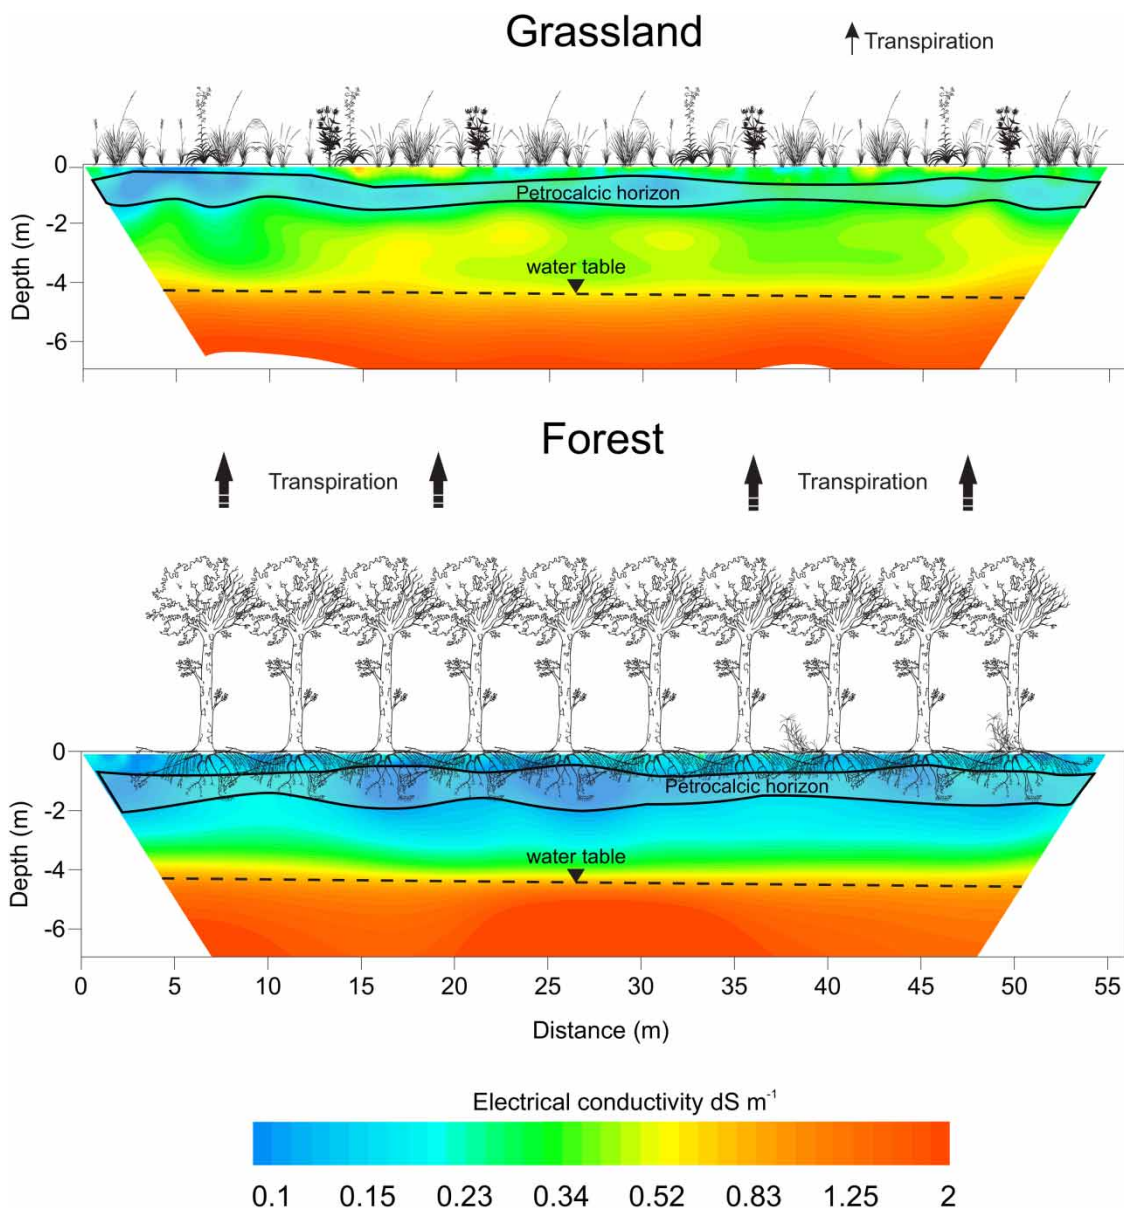 Grassland
Transpiration
0
Petrocalcic horizon
-2
water table
-4
-6
Depth (m)
Forest
Transpiration Transpiration
0
Petrocalcic horizon
-2
water table
-4
-6
Depth (m)
0 5 10 15 20 25 30 35 40 45 50 55
Distance (m)
Electrical conductivity dS m⁻¹
0.1 0.15 0.23 0.34 0.52 0.83 1.25 2